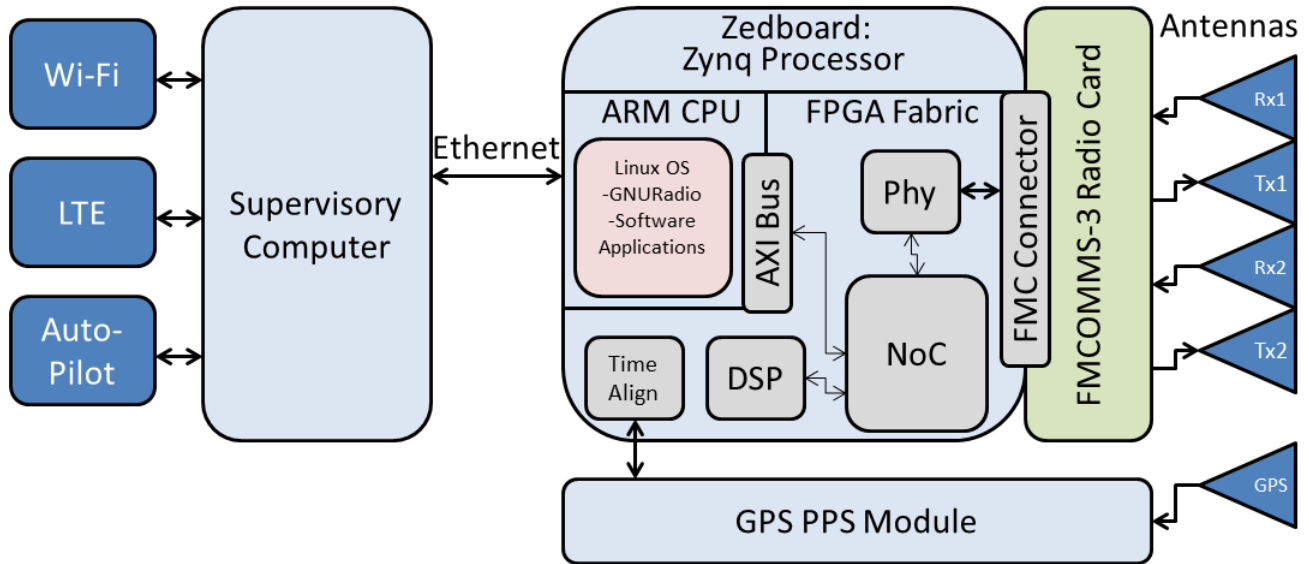 Wi-Fi
LTE
Auto-
Pilot
Supervisory
Computer
Ethernet
Zedboard:
Zynq Processor
ARM CPU
Linux OS
-GNURadio
-Software
Applications
AXI Bus
FPGA Fabric
Phy
NoC
DSP
Time
Align
FMC Connector
FMCOMMS-3 Radio Card
Antennas
Rx1
Tx1
Rx2
Tx2
GPS
GPS PPS Module